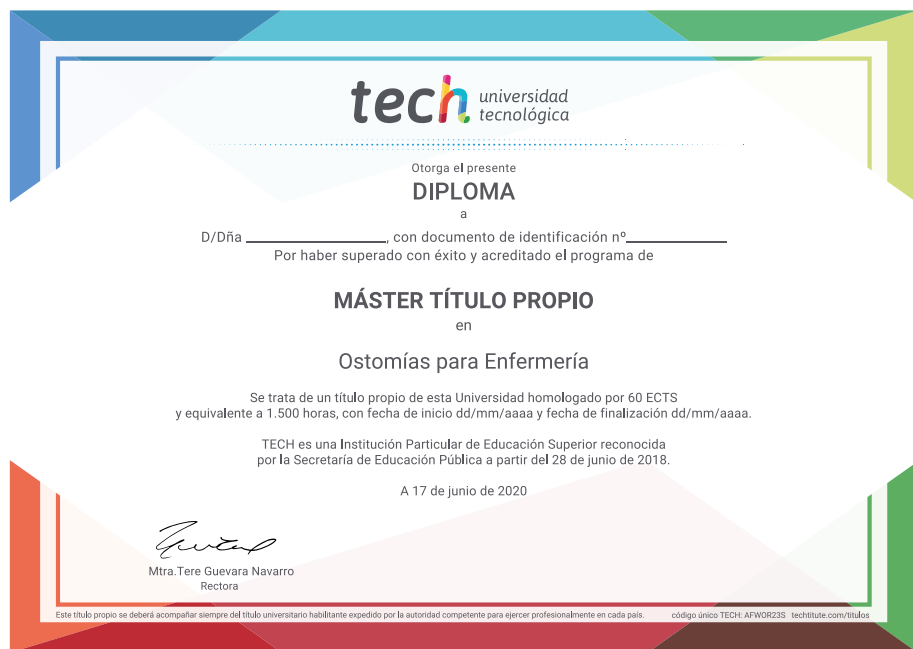 tech universidad
tecnológica
Otorga el presente
DIPLOMA
a
D/Dña ______________, con documento de identificación nº__________
Por haber superado con éxito y acreditado el programa de
MÁSTER TÍTULO PROPIO
en
Ostomías para Enfermería
Se trata de un título propio de esta Universidad homologado por 60 ECTS
y equivalente a 1.500 horas, con fecha de inicio dd/mm/aaaa y fecha de finalización dd/mm/aaaa.
TECH es una Institución Particular de Educación Superior reconocida
por la Secretaría de Educación Pública a partir del 28 de junio de 2018.
A 17 de junio de 2020
Mtra.Tere Guevara Navarro
Rectora
Este título propio se deberá acompañar siempre del título universitario habilitante expedido por la autoridad competente para ejercer profesionalmente en cada país. código único TECH: AFWOR23S techtitute.com/titulos